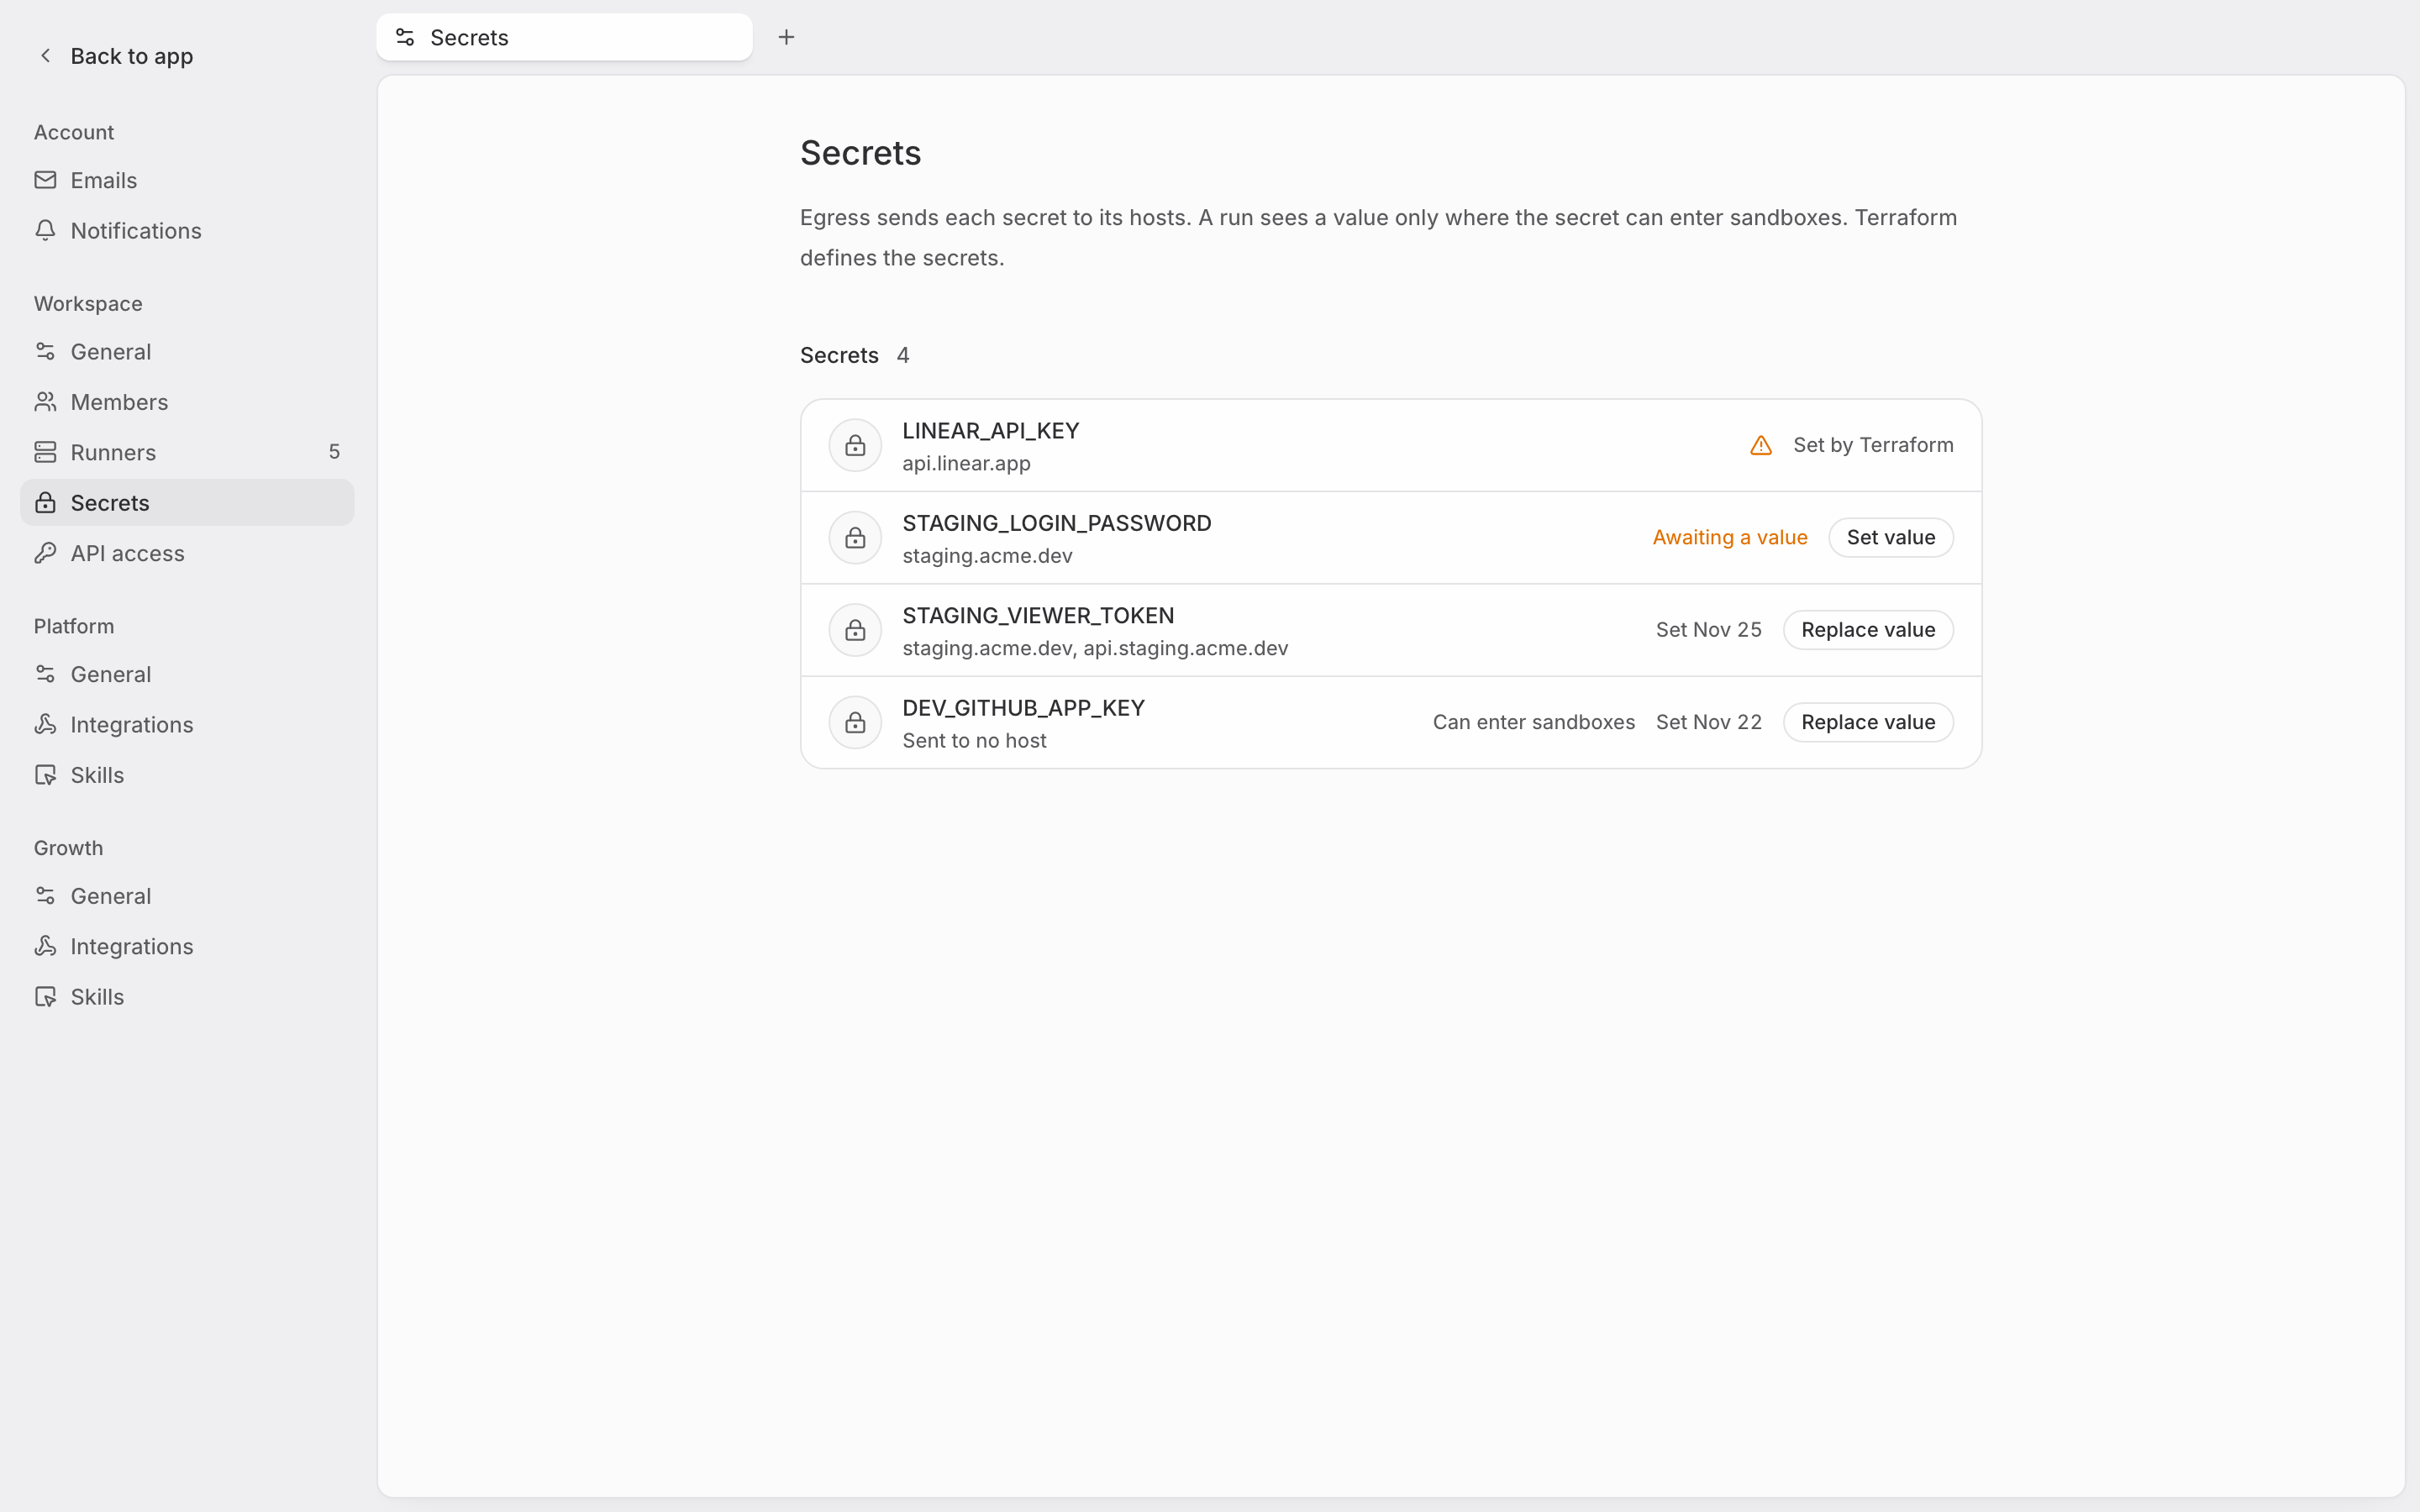 Back to app
Account
Emails
Notifications
Workspace
General
Members
Runners 5
Secrets
API access
Platform
General
Integrations
Skills
Growth
General
Integrations
Skills
Secrets
Secrets
Egress sends each secret to its hosts. A run sees a value only where the secret can enter sandboxes. Terraform
defines the secrets.
Secrets 4
LINEAR_API_KEY
api.linear.app
Set by Terraform
STAGING_LOGIN_PASSWORD
staging.acme.dev
Awaiting a value
Set value
STAGING_VIEWER_TOKEN
staging.acme.dev, api.staging.acme.dev
Set Nov 25
Replace value
DEV_GITHUB_APP_KEY
Sent to no host
Can enter sandboxes
Set Nov 22
Replace value